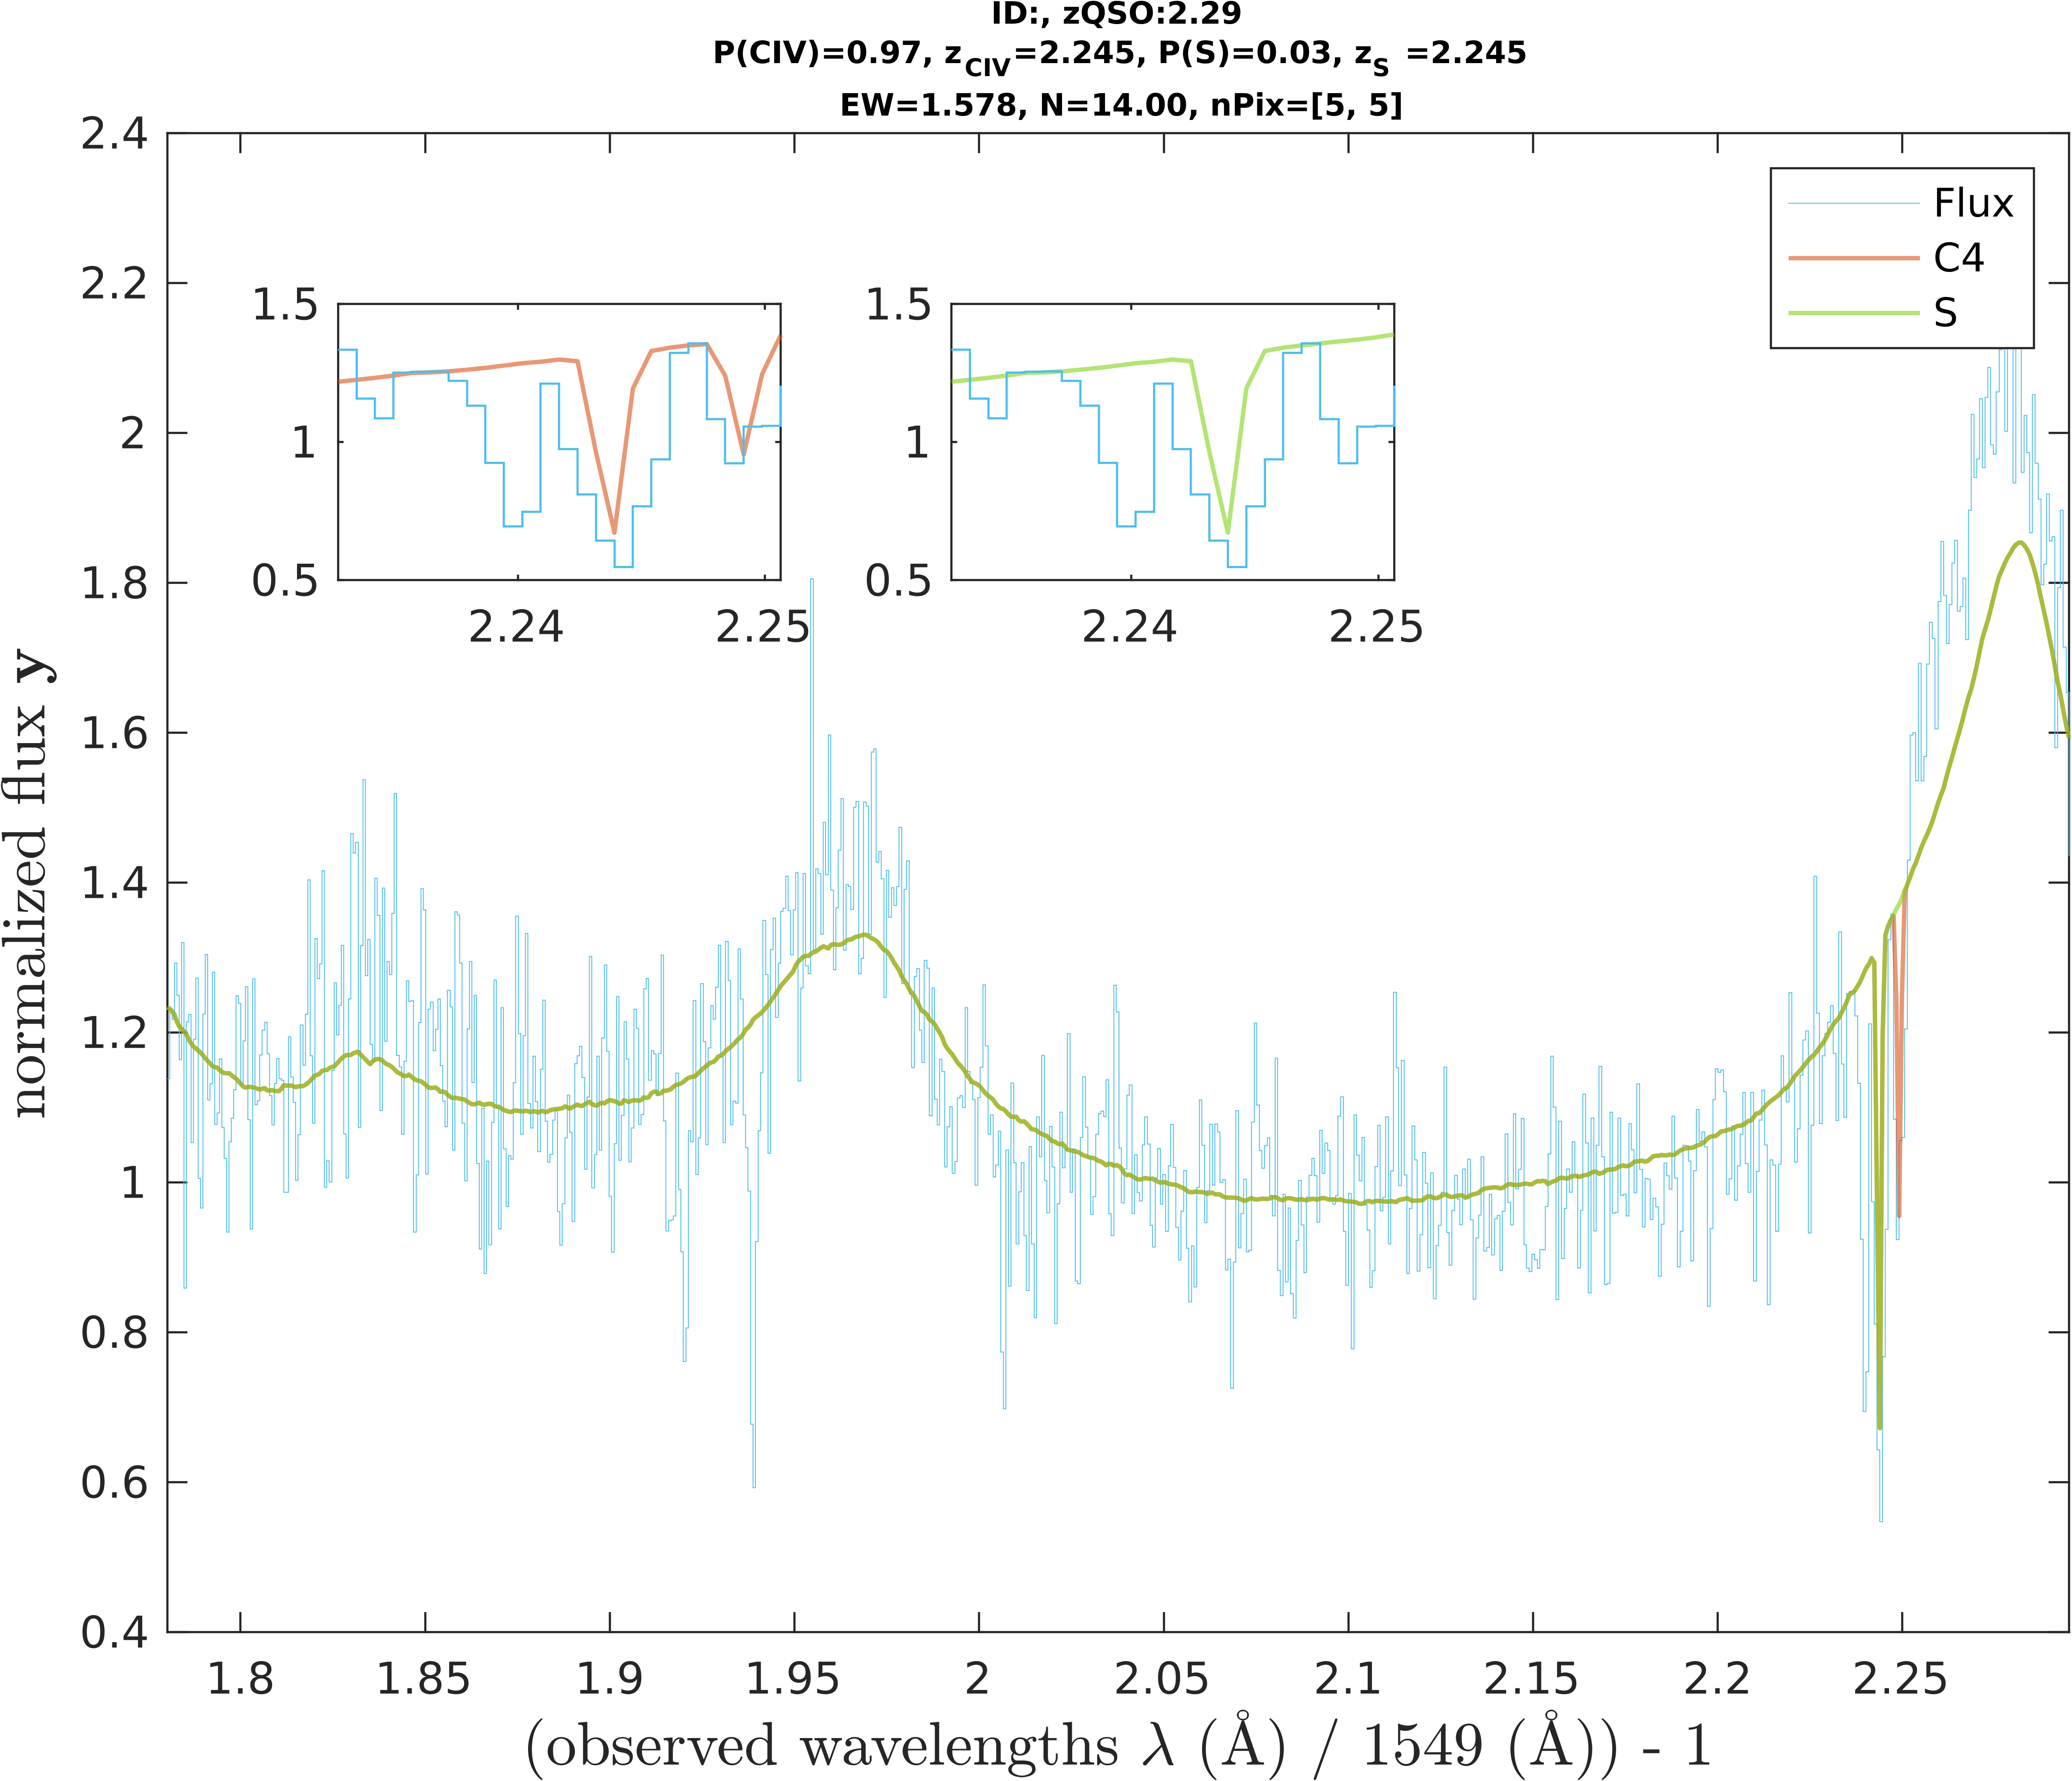 ID:, zQSO:2.29
P(CIV)=0.97, zCIV=2.245, P(S)=0.03, zS =2.245
EW=1.578, N=14.00, nPix=[5, 5]
2.4
2.2
2
1.8
1.6
1.4
1.2
1
0.8
0.6
0.4
normalized flux y
Flux
C4
S
1.5
1
0.5
2.24 2.25
1.5
1
0.5
2.24 2.25
1.8 1.85 1.9 1.95 2 2.05 2.1 2.15 2.2 2.25
(observed wavelengths λ (Å) / 1549 (Å)) - 1